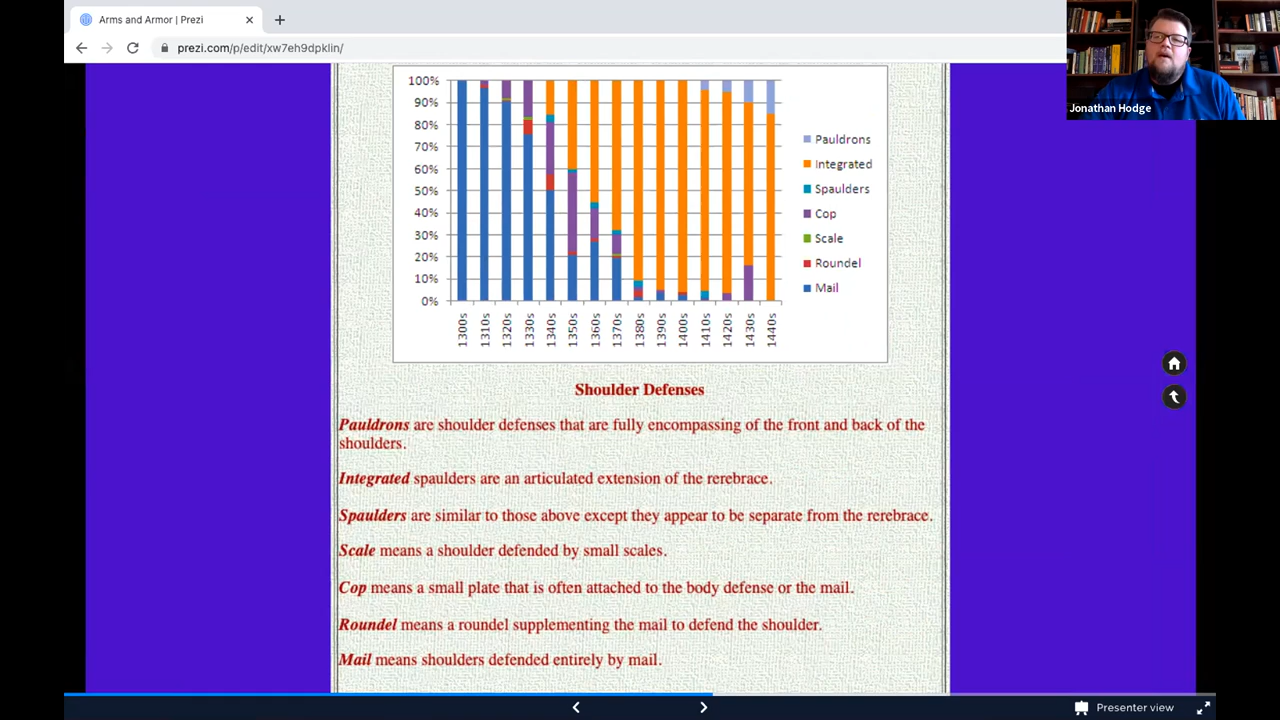 Arms and Armor | Prezi
prezi.com/p/edit/xw7eh9dpklin/
Jonathan Hodge
100%
90%
80%
70%
60%
50%
40%
30%
20%
10%
0%
1300s 1310s 1320s 1330s 1340s 1350s 1360s 1370s 1380s 1390s 1400s 1410s 1420s 1430s 1440s
Pauldrons
Integrated
Spaulders
Cop
Scale
Roundel
Mail
Shoulder Defenses
Pauldrons are shoulder defenses that are fully encompassing of the front and back of the
shoulders.
Integrated spaulders are an articulated extension of the rerebrace.
Spaulders are similar to those above except they appear to be separate from the rerebrace.
Scale means a shoulder defended by small scales.
Cop means a small plate that is often attached to the body defense or the mail.
Roundel means a roundel supplementing the mail to defend the shoulder.
Mail means shoulders defended entirely by mail.
Presenter view